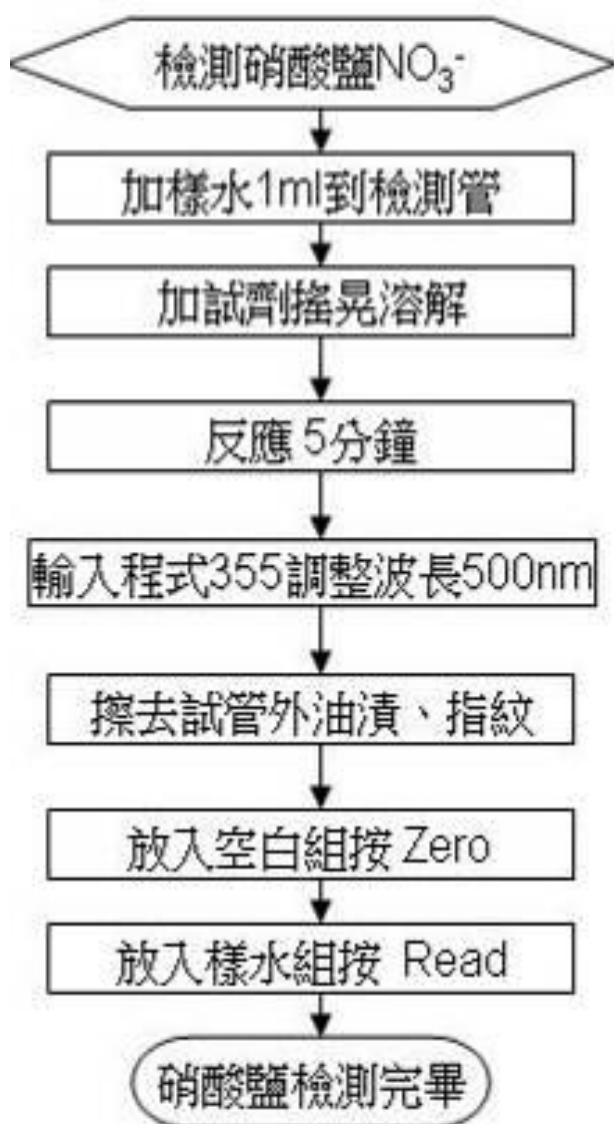 檢測硝酸鹽NO₃⁻
加樣水1ml到檢測管
加試劑搖晃溶解
反應5分鐘
輸入程式355調整波長500nm
擦去試管外油漬、指紋
放入空白組按 Zero
放入樣水組按 Read
硝酸鹽檢測完畢